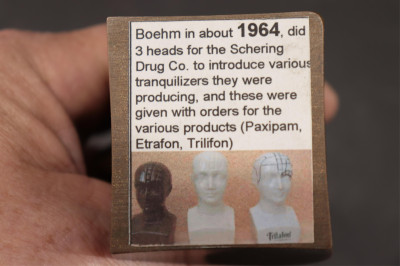 Boehm in about 1964, did
3 heads for the Schering
Drug Co. to introduce various
tranquilizers they were
producing, and these were
given with orders for the
various products (Paxipam,
Etrafon, Trilifon)
Trilafon